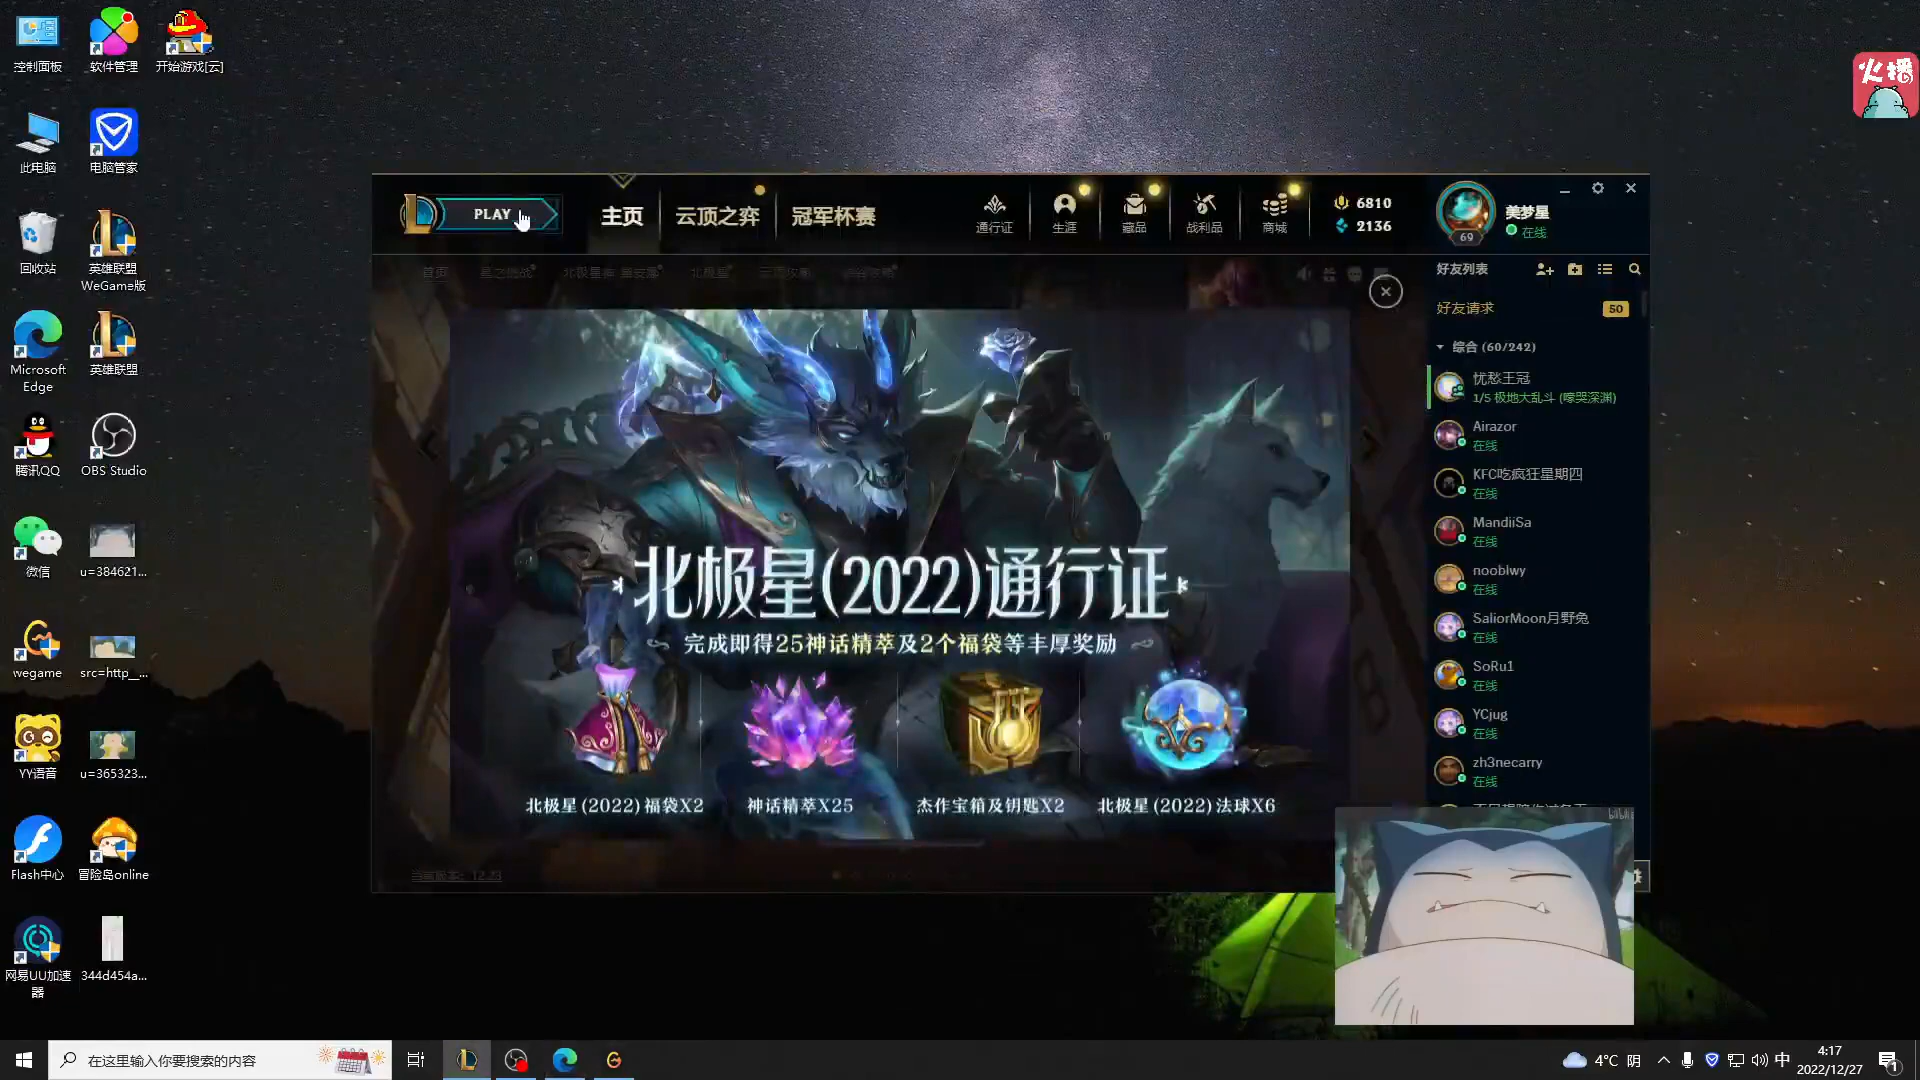 控制面板
软件管理
开始游戏[云]
火播
此电脑
电脑管家
回收站
英雄联盟
WeGame版
Microsoft
Edge
英雄联盟
腾讯QQ
OBS Studio
微信
u=384621...
wegame
src=http__...
YY语音
u=365323...
Flash中心
冒险岛online
网易UU加速
器
344d454a...
PLAY
主页
云顶之弈
冠军杯赛
通行证
生涯
藏品
战利品
商城
6810
2136
69
美梦星
在线
首页
好友列表
好友请求
50
综合 (60/242)
忧愁王冠
1/5 极地大乱斗 (嚎哭深渊)
Airazor
在线
KFC吃疯狂星期四
在线
MandiiSa
在线
nooblwy
在线
SaliorMoon月野兔
在线
SoRu1
在线
YCjug
在线
zh3necarry
在线
北极星(2022)通行证
完成即得25神话精萃及2个福袋等丰厚奖励
北极星 (2022) 福袋X2
神话精萃X25
杰作宝箱及钥匙X2
北极星 (2022) 法球X6
当前版本: 12.23
bilibili
在这里输入你要搜索的内容
4°C 阴
中
4:17
2022/12/27
1